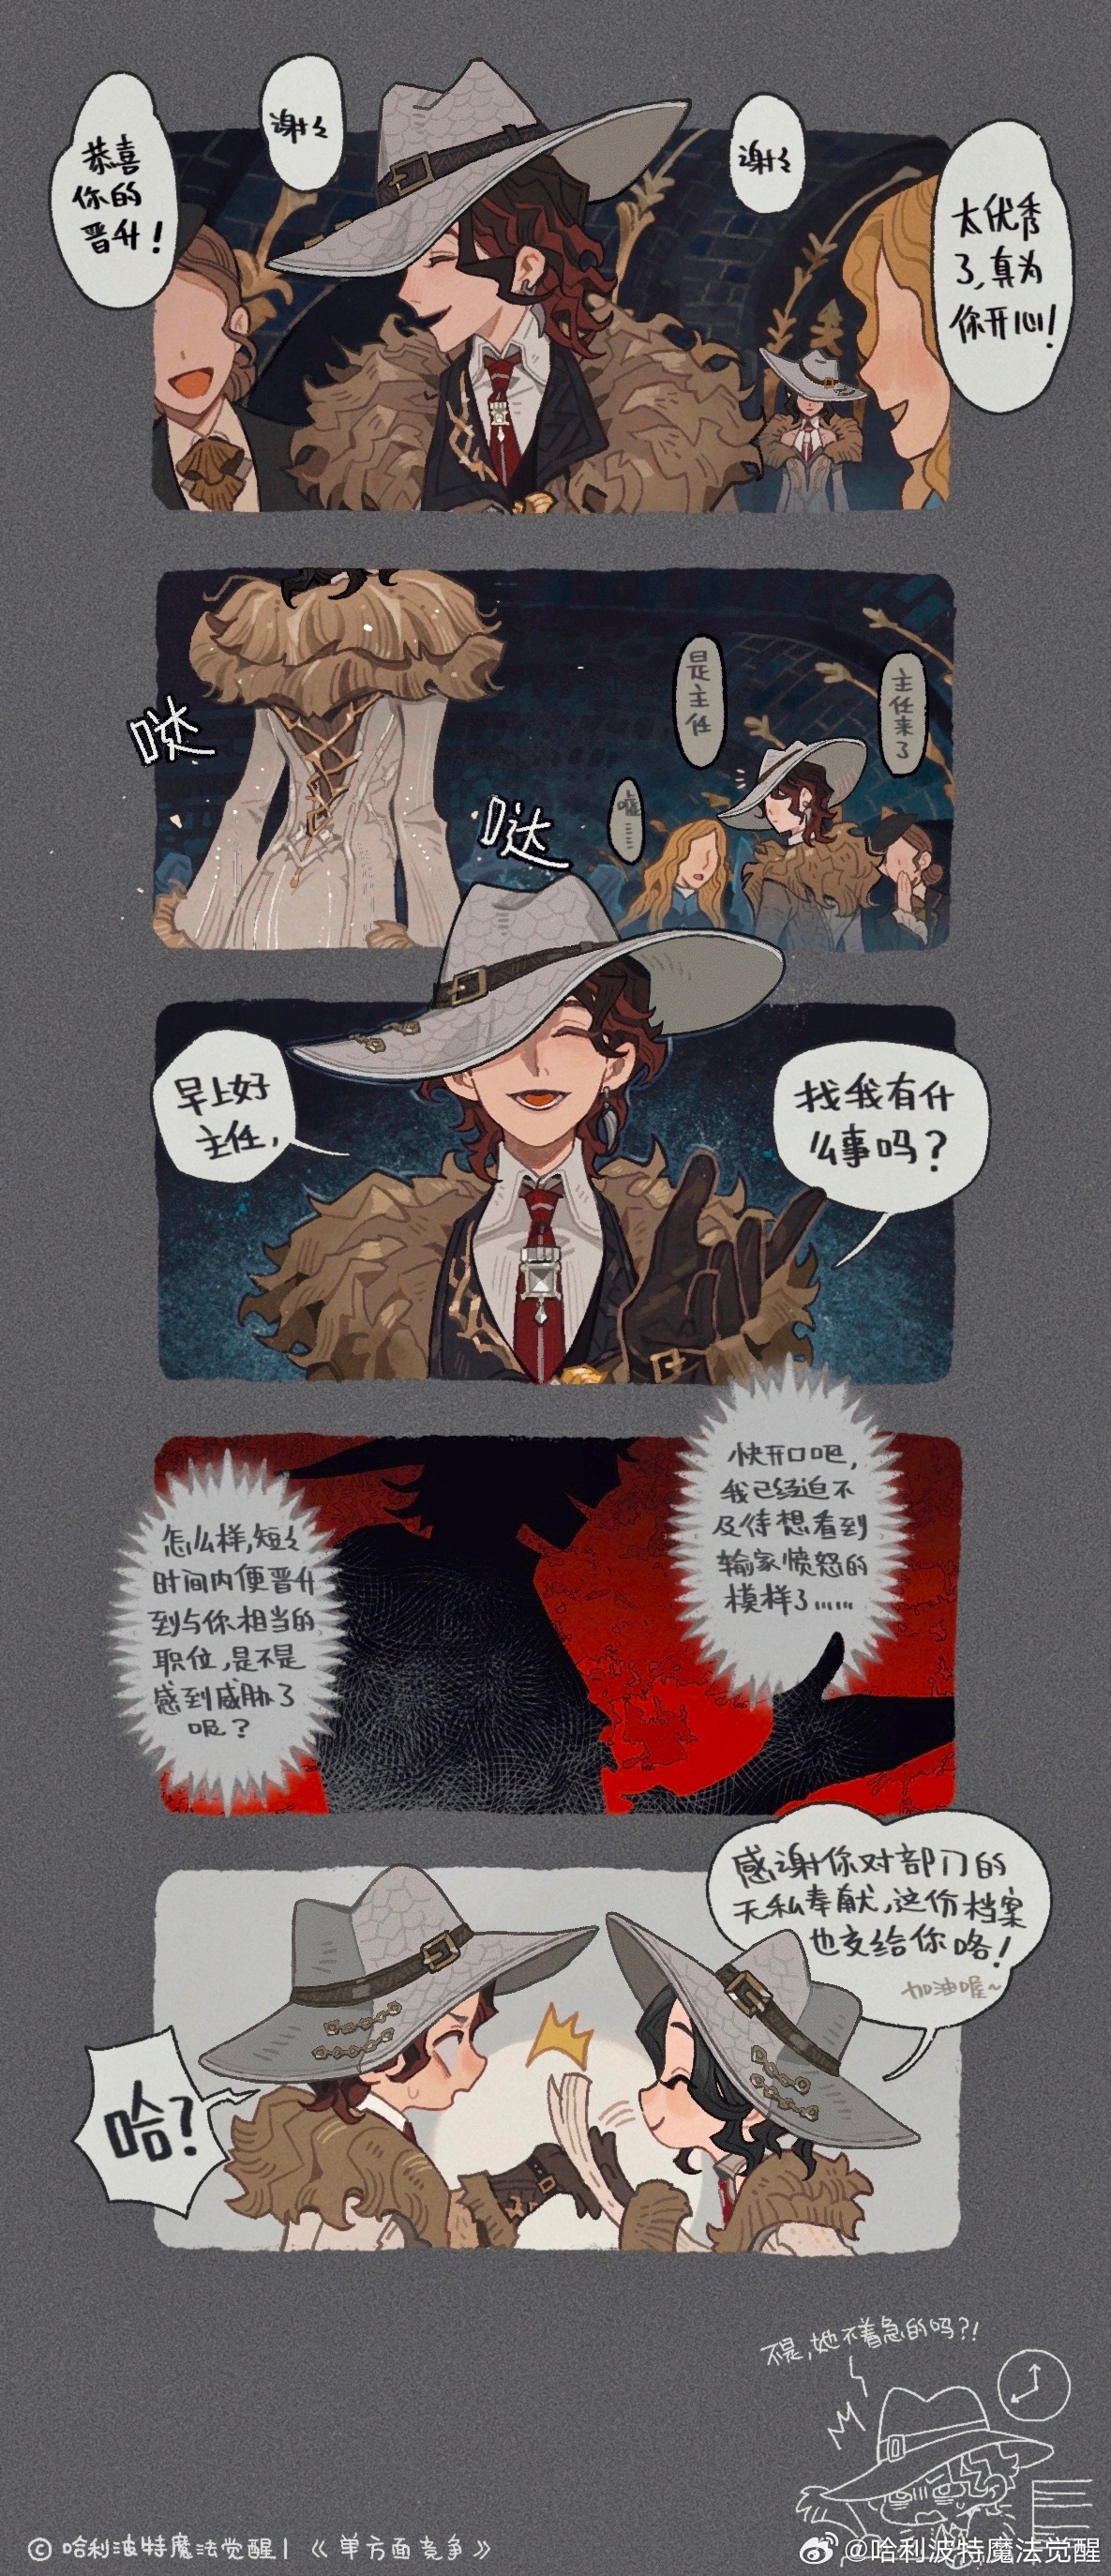 恭喜
你的
晋升！
谢々
谢々
太优秀
了,真为
你开心！
哒
哒
是主任
主任来了
嘘……
早上好
主任,
找我有什
么事吗？
怎么样,短々
时间内便晋升
到与你相当的
职位,是不是
感到威胁了
呢？
快开口吧,
我已经迫不
及待想看到
输家愤怒的
模样了……
感谢你对部门的
无私奉献,这份档案
也交给你咯！
加油喔~
哈？
不是,她不着急的吗?!
© 哈利波特魔法觉醒 | 《单方面竞争》
@哈利波特魔法觉醒